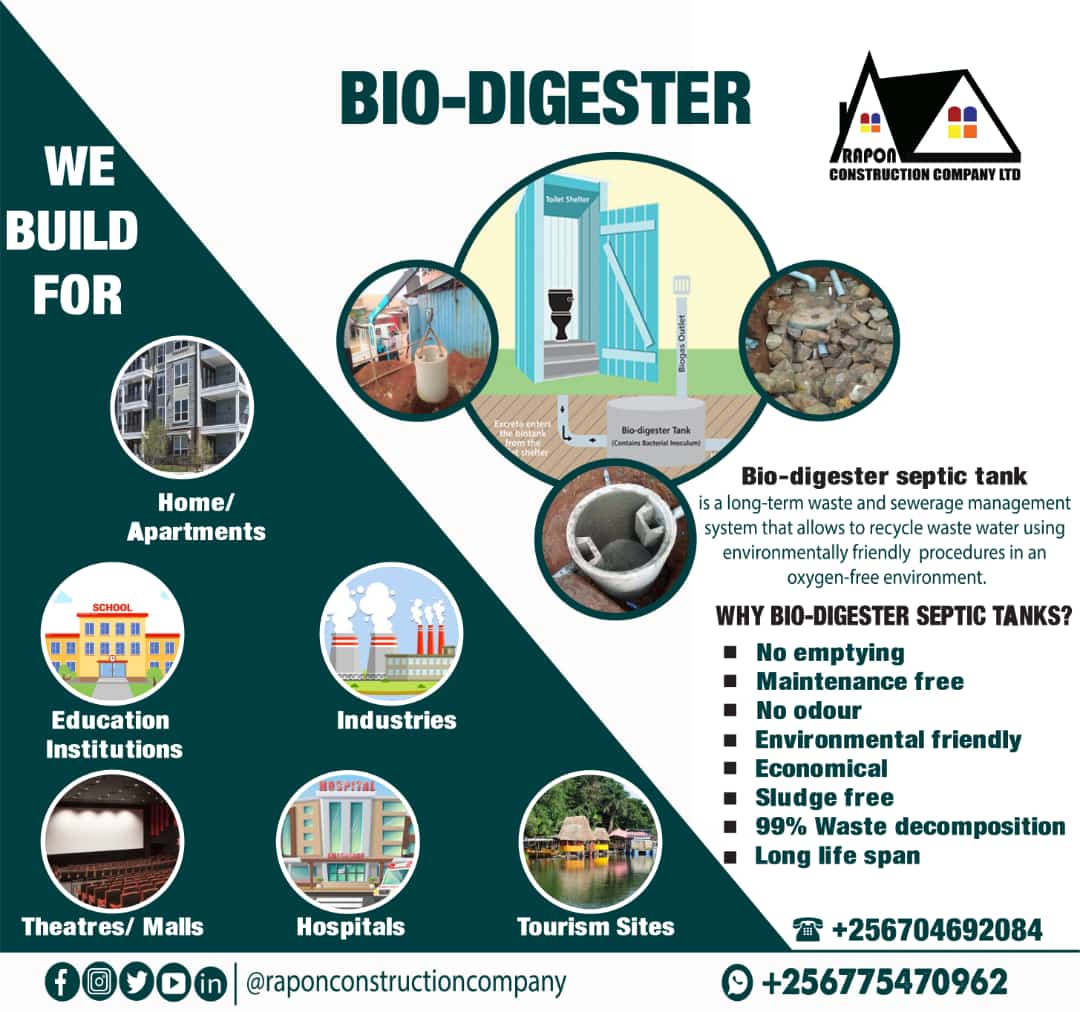 BIO-DIGESTER
RAPON
CONSTRUCTION COMPANY LTD
WE
BUILD
FOR
Home/
Apartments
SCHOOL
Education
Institutions
Industries
Theatres/ Malls
HOSPITAL
Hospitals
Tourism Sites
Toilet Shelter
Biogas Outlet
Excreta enters
the biotank
from the
et shelter
Bio-digester Tank
(Contains Bacterial Inoculum)
Bio-digester septic tank
is a long-term waste and sewerage management
system that allows to recycle waste water using
environmentally friendly procedures in an
oxygen-free environment.
WHY BIO-DIGESTER SEPTIC TANKS?
No emptying
Maintenance free
No odour
Environmental friendly
Economical
Sludge free
99% Waste decomposition
Long life span
+256704692084
@raponconstructioncompany
+256775470962